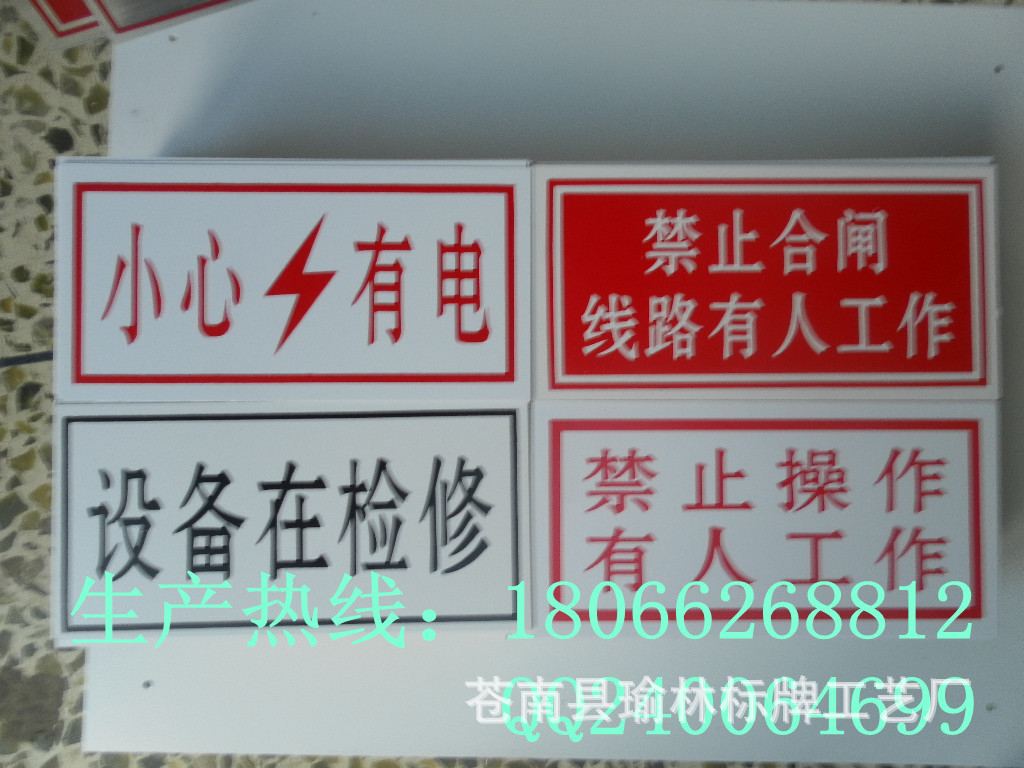 小心有电
禁止合闸
线路有人工作
设备在检修
禁止操作
有人工作
生产热线：18066268812
苍南县瑜林标牌工艺厂
QQ240064699